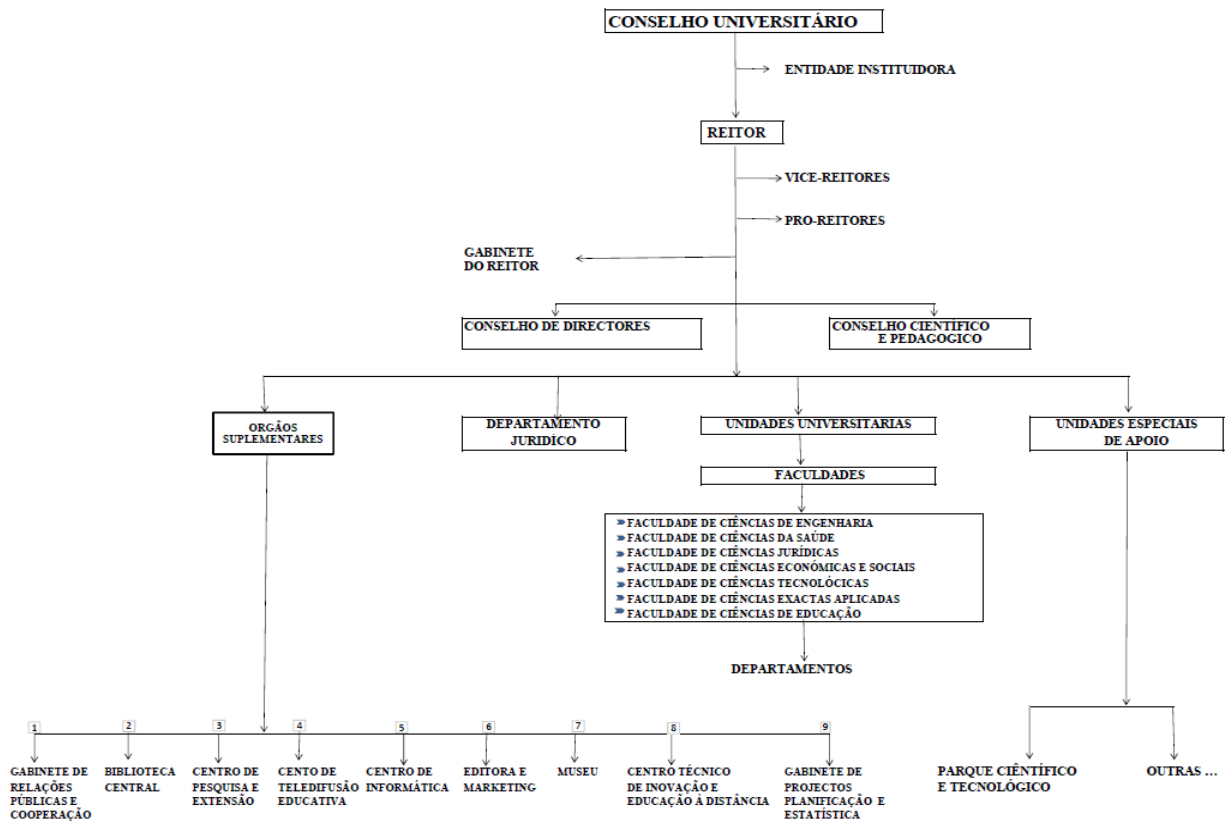 CONSELHO UNIVERSITÁRIO
ENTIDADE INSTITUIDORA
REITOR
VICE-REITORES
PRO-REITORES
GABINETE
DO REITOR
CONSELHO DE DIRECTORES
CONSELHO CIENTÍFICO
E PEDAGOGICO
ORGÃOS
SUPLEMENTARES
DEPARTAMENTO
JURIDÍCO
UNIDADES UNIVERSITARIAS
UNIDADES ESPECIAIS
DE APOIO
FACULDADES
FACULDADE DE CIÊNCIAS DE ENGENHARIA
FACULDADE DE CIÊNCIAS DA SAÚDE
FACULDADE DE CIÊNCIAS JURÍDICAS
FACULDADE DE CIÊNCIAS ECONÓMICAS E SOCIAIS
FACULDADE DE CIÊNCIAS TECNOLÓCICAS
FACULDADE DE CIÊNCIAS EXACTAS APLICADAS
FACULDADE DE CIÊNCIAS DE EDUCAÇÃO
DEPARTAMENTOS
1
GABINETE DE
RELAÇÕES
PÚBLICAS E
COOPERAÇÃO
2
BIBLIOTECA
CENTRAL
3
CENTRO DE
PESQUISA E
EXTENSÃO
4
CENTO DE
TELEDIFUSÃO
EDUCATIVA
5
CENTRO DE
INFORMÁTICA
6
EDITORA E
MARKETING
7
MUSEU
8
CENTRO TÉCNICO
DE INOVAÇÃO E
EDUCAÇÃO À DISTÂNCIA
9
GABINETE DE
PROJECTOS
PLANIFICAÇÃO E
ESTATÍSTICA
PARQUE CIÊNTÍFICO
E TECNOLÓGICO
OUTRAS ...